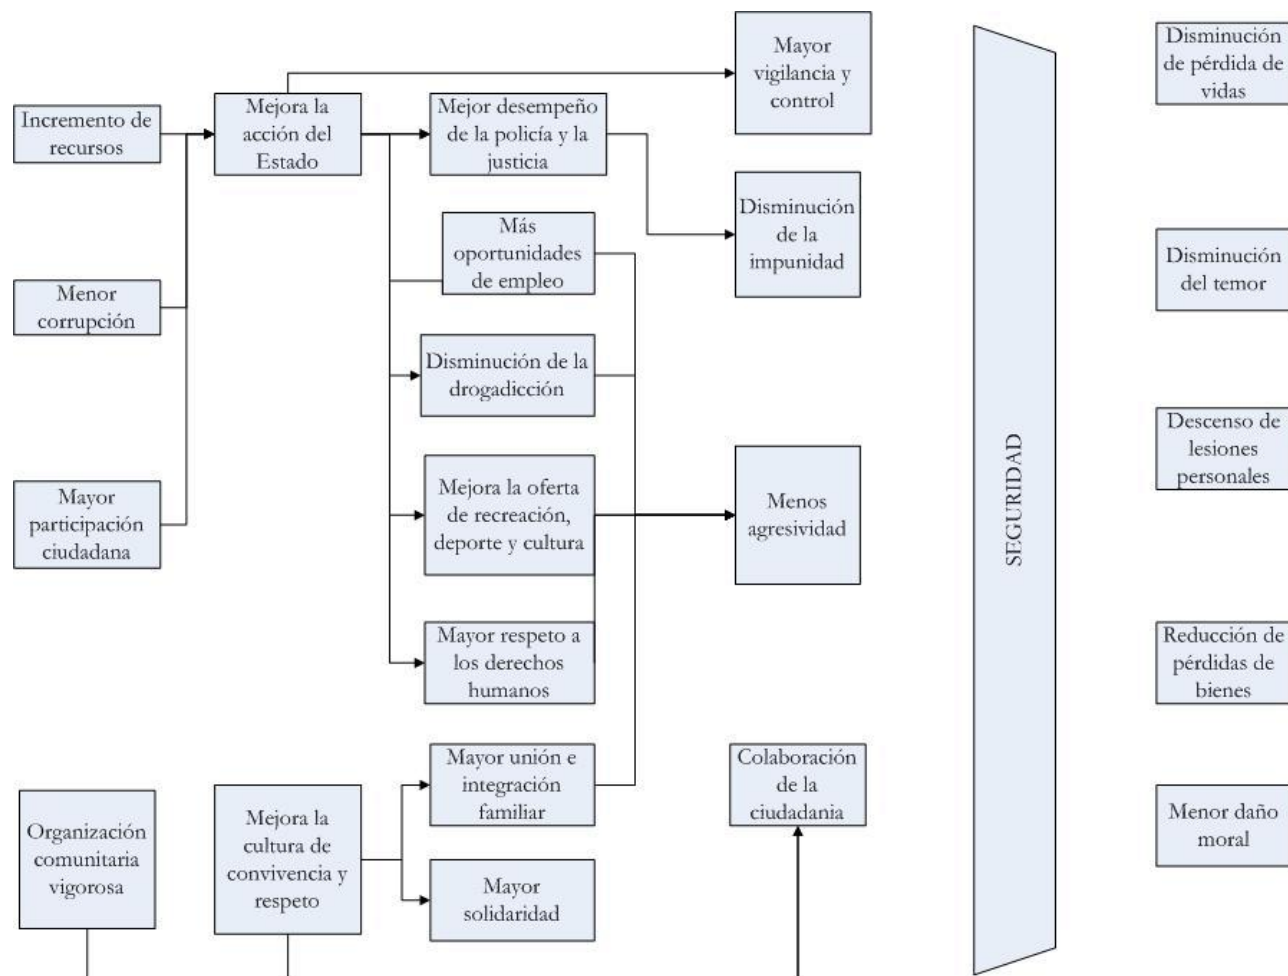 Incremento de
recursos
Menor
corrupción
Mayor
participación
ciudadana
Organización
comunitaria
vigorosa
Mejora la
acción del
Estado
Mejora la
cultura de
convivencia y
respeto
Mejor desempeño
de la policía y la
justicia
Más
oportunidades
de empleo
Disminución de la
drogadicción
Mejora la oferta
de recreación,
deporte y cultura
Mayor respeto a
los derechos
humanos
Mayor unión e
integración
familiar
Mayor
solidaridad
Mayor
vigilancia y
control
Disminución
de la
impunidad
Menos
agresividad
Colaboración
de la
ciudadania
SEGURIDAD
Disminución
de pérdida de
vidas
Disminución
del temor
Descenso de
lesiones
personales
Reducción de
pérdidas de
bienes
Menor daño
moral